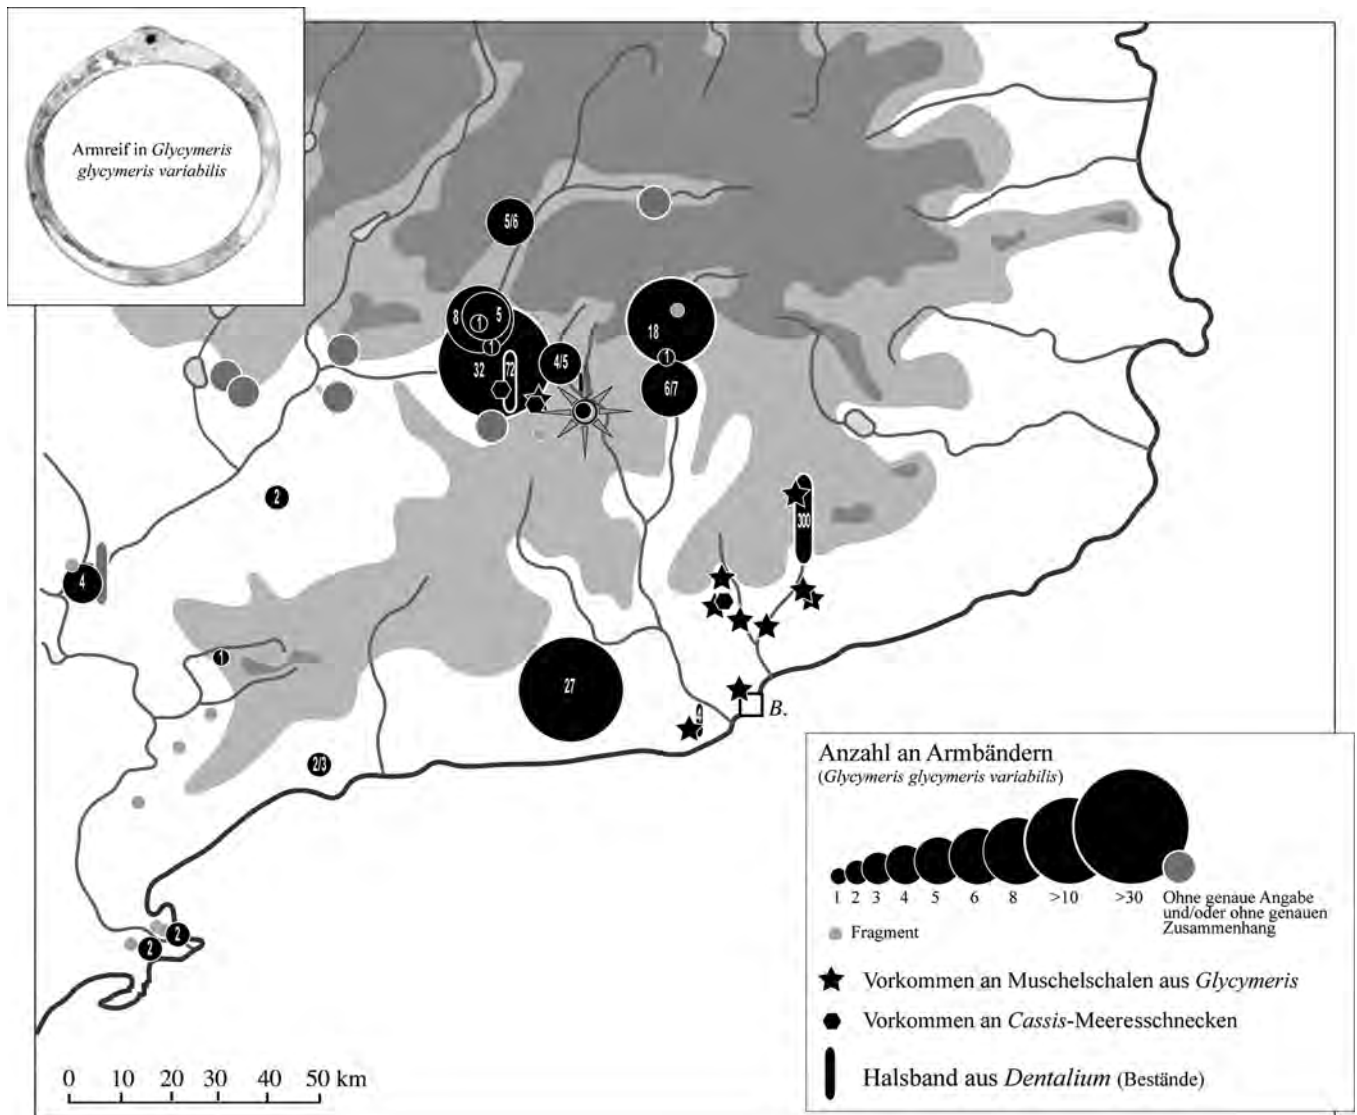 Armreif in Glycymeris
glycymeris variabilis
5/6
8
5
1
1
32
72
4/5
18
1
6/7
2
300
4
1
27
9
B.
2/3
2
2
0 10 20 30 40 50 km
Anzahl an Armbändern
(Glycymeris glycymeris variabilis)
1 2 3 4 5 6 8 >10 >30
Ohne genaue Angabe
und/oder ohne genauen
Zusammenhang
Fragment
Vorkommen an Muschelschalen aus Glycymeris
Vorkommen an Cassis-Meeresschnecken
Halsband aus Dentalium (Bestände)